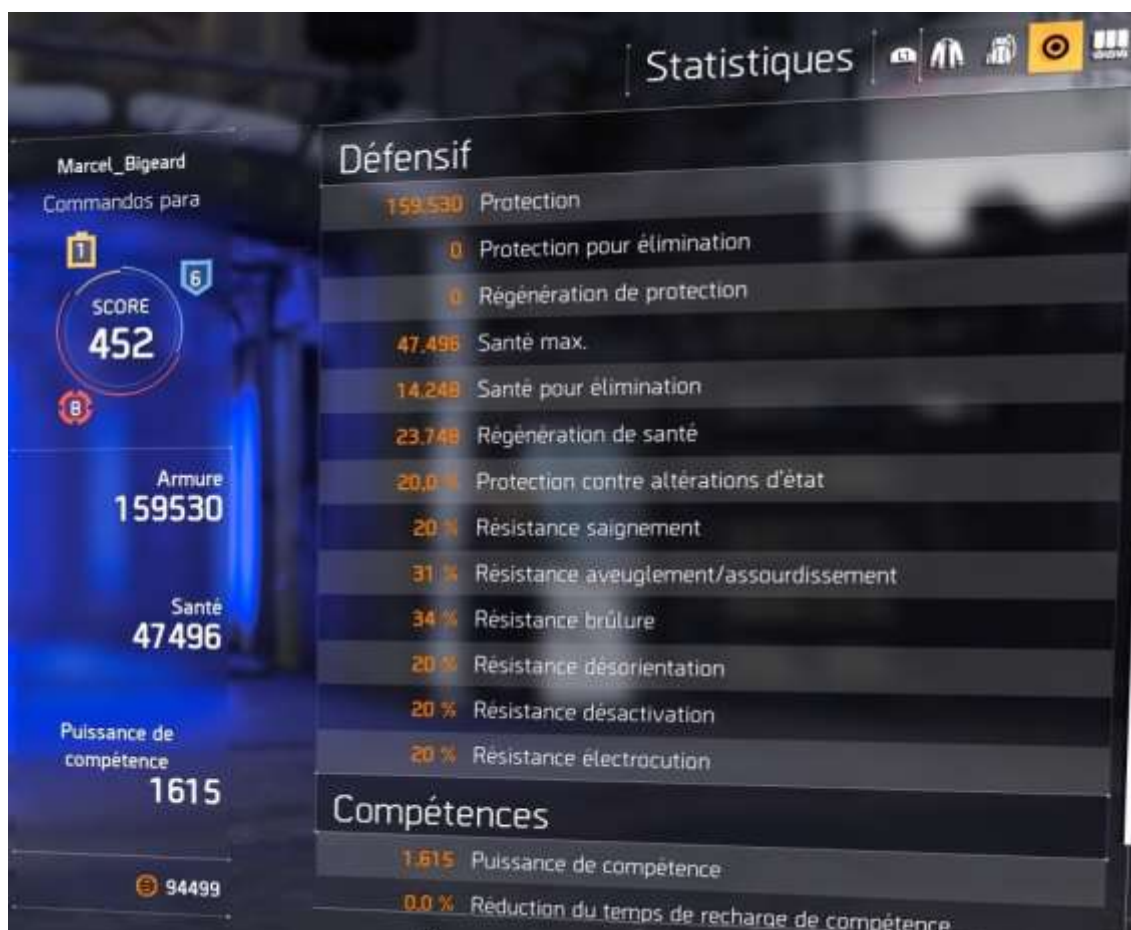 Statistiques
L1
Marcel_Bigeard
Commandos para
1
6
SCORE
452
8
Armure
159530
Santé
47496
Puissance de
compétence
1615
94499
Défensif
159.530 Protection
0 Protection pour élimination
0 Régénération de protection
47.496 Santé max.
14.248 Santé pour élimination
23.748 Régénération de santé
20,0 % Protection contre altérations d'état
20 % Résistance saignement
31 % Résistance aveuglement/assourdissement
34 % Résistance brûlure
20 % Résistance désorientation
20 % Résistance désactivation
20 % Résistance électrocution
Compétences
1.615 Puissance de compétence
0,0 % Réduction du temps de recharge de compétence